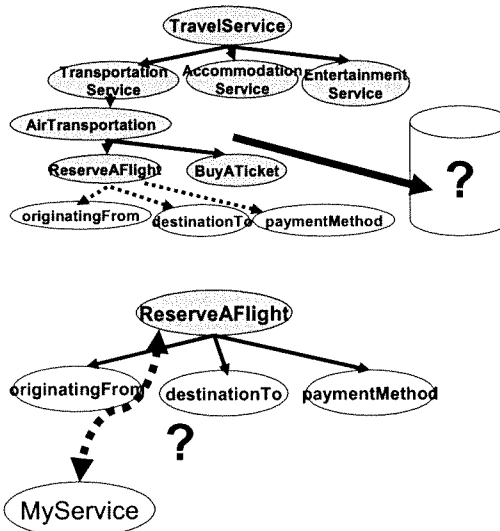 TravelService
Transportation
Service
Accommodation
Service
Entertainment
Service
AirTransportation
ReserveAFlight
BuyATicket
originatingFrom
destinationTo
paymentMethod
?
ReserveAFlight
originatingFrom
destinationTo
paymentMethod
?
MyService